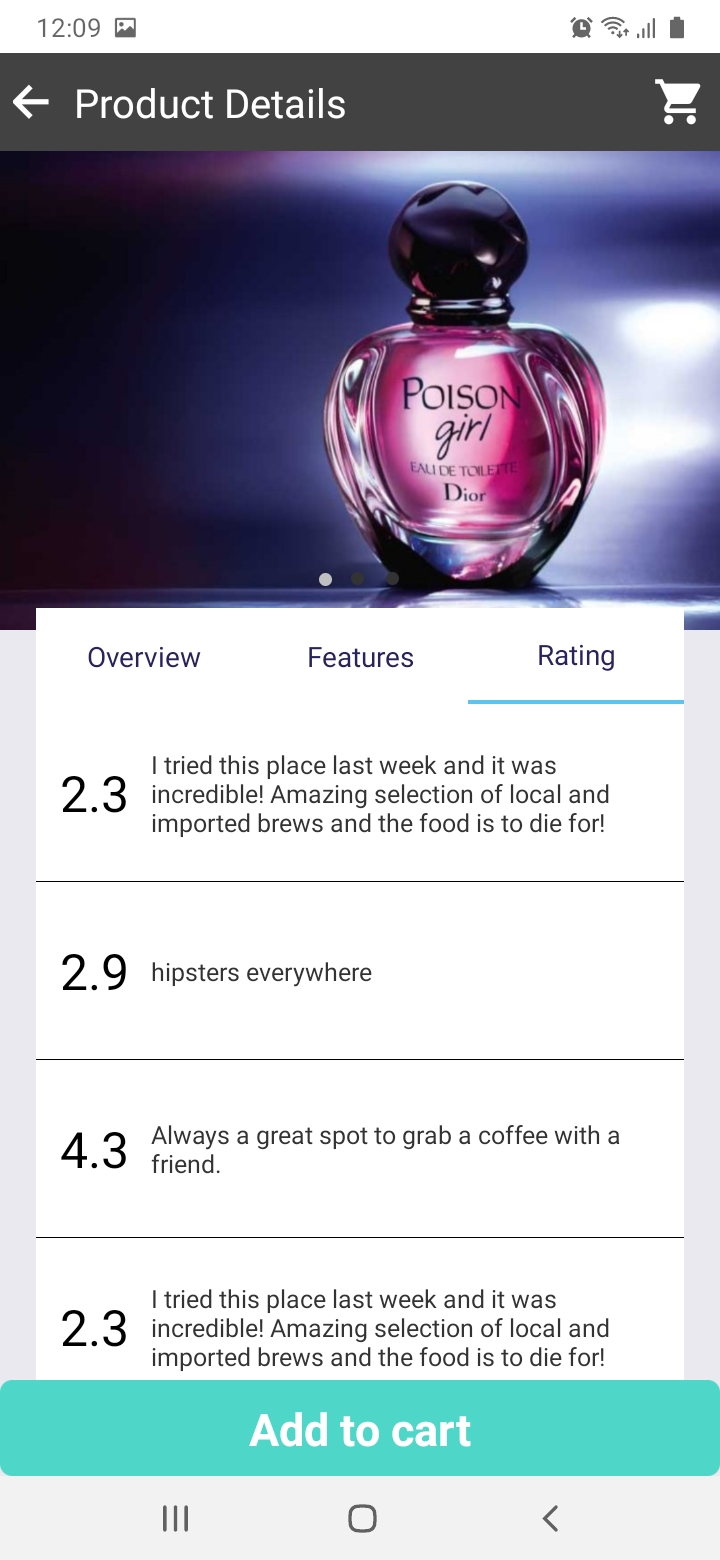 12:09
Product Details
POISON
girl
EAU DE TOILETTE
Dior
Overview
Features
Rating
2.3
I tried this place last week and it was
incredible! Amazing selection of local and
imported brews and the food is to die for!
2.9
hipsters everywhere
4.3
Always a great spot to grab a coffee with a
friend.
2.3
I tried this place last week and it was
incredible! Amazing selection of local and
imported brews and the food is to die for!
Add to cart